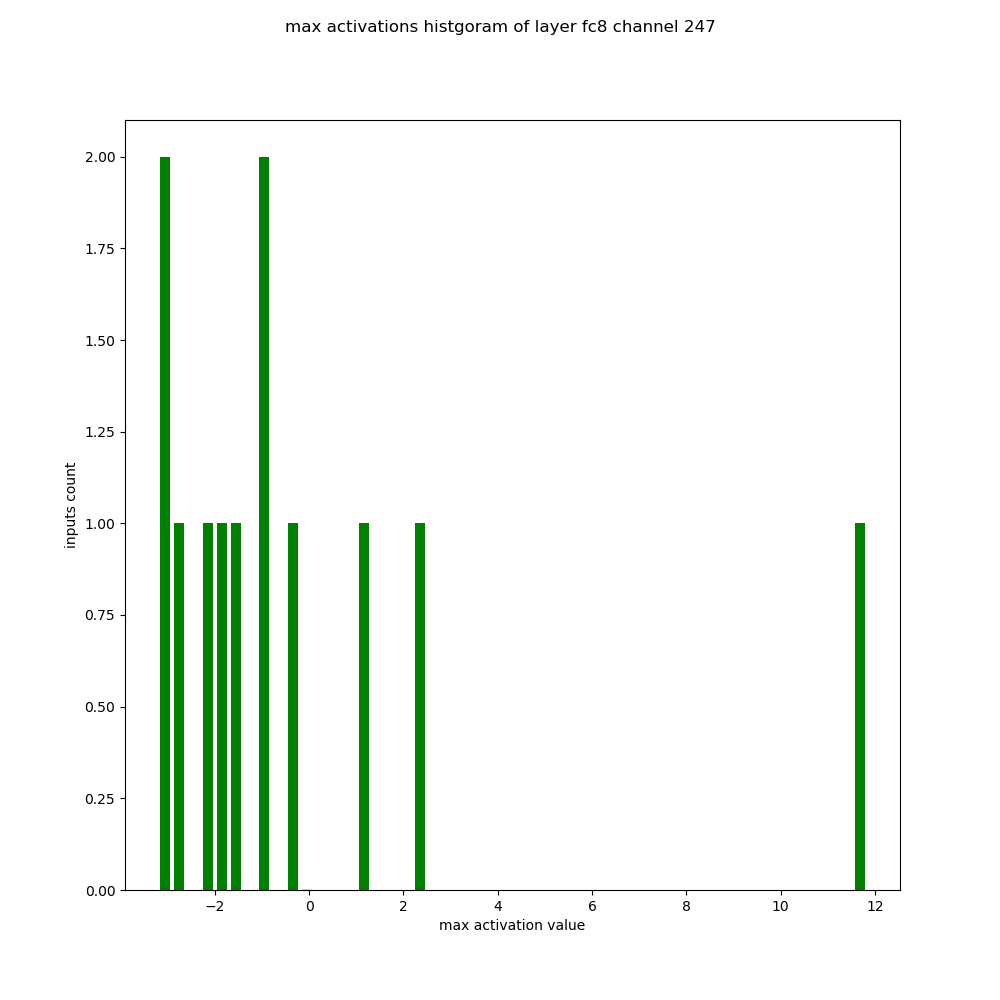 max activations histgoram of layer fc8 channel 247
2.00
1.75
1.50
1.25
1.00
0.75
0.50
0.25
0.00
inputs count
−2 0 2 4 6 8 10 12
max activation value